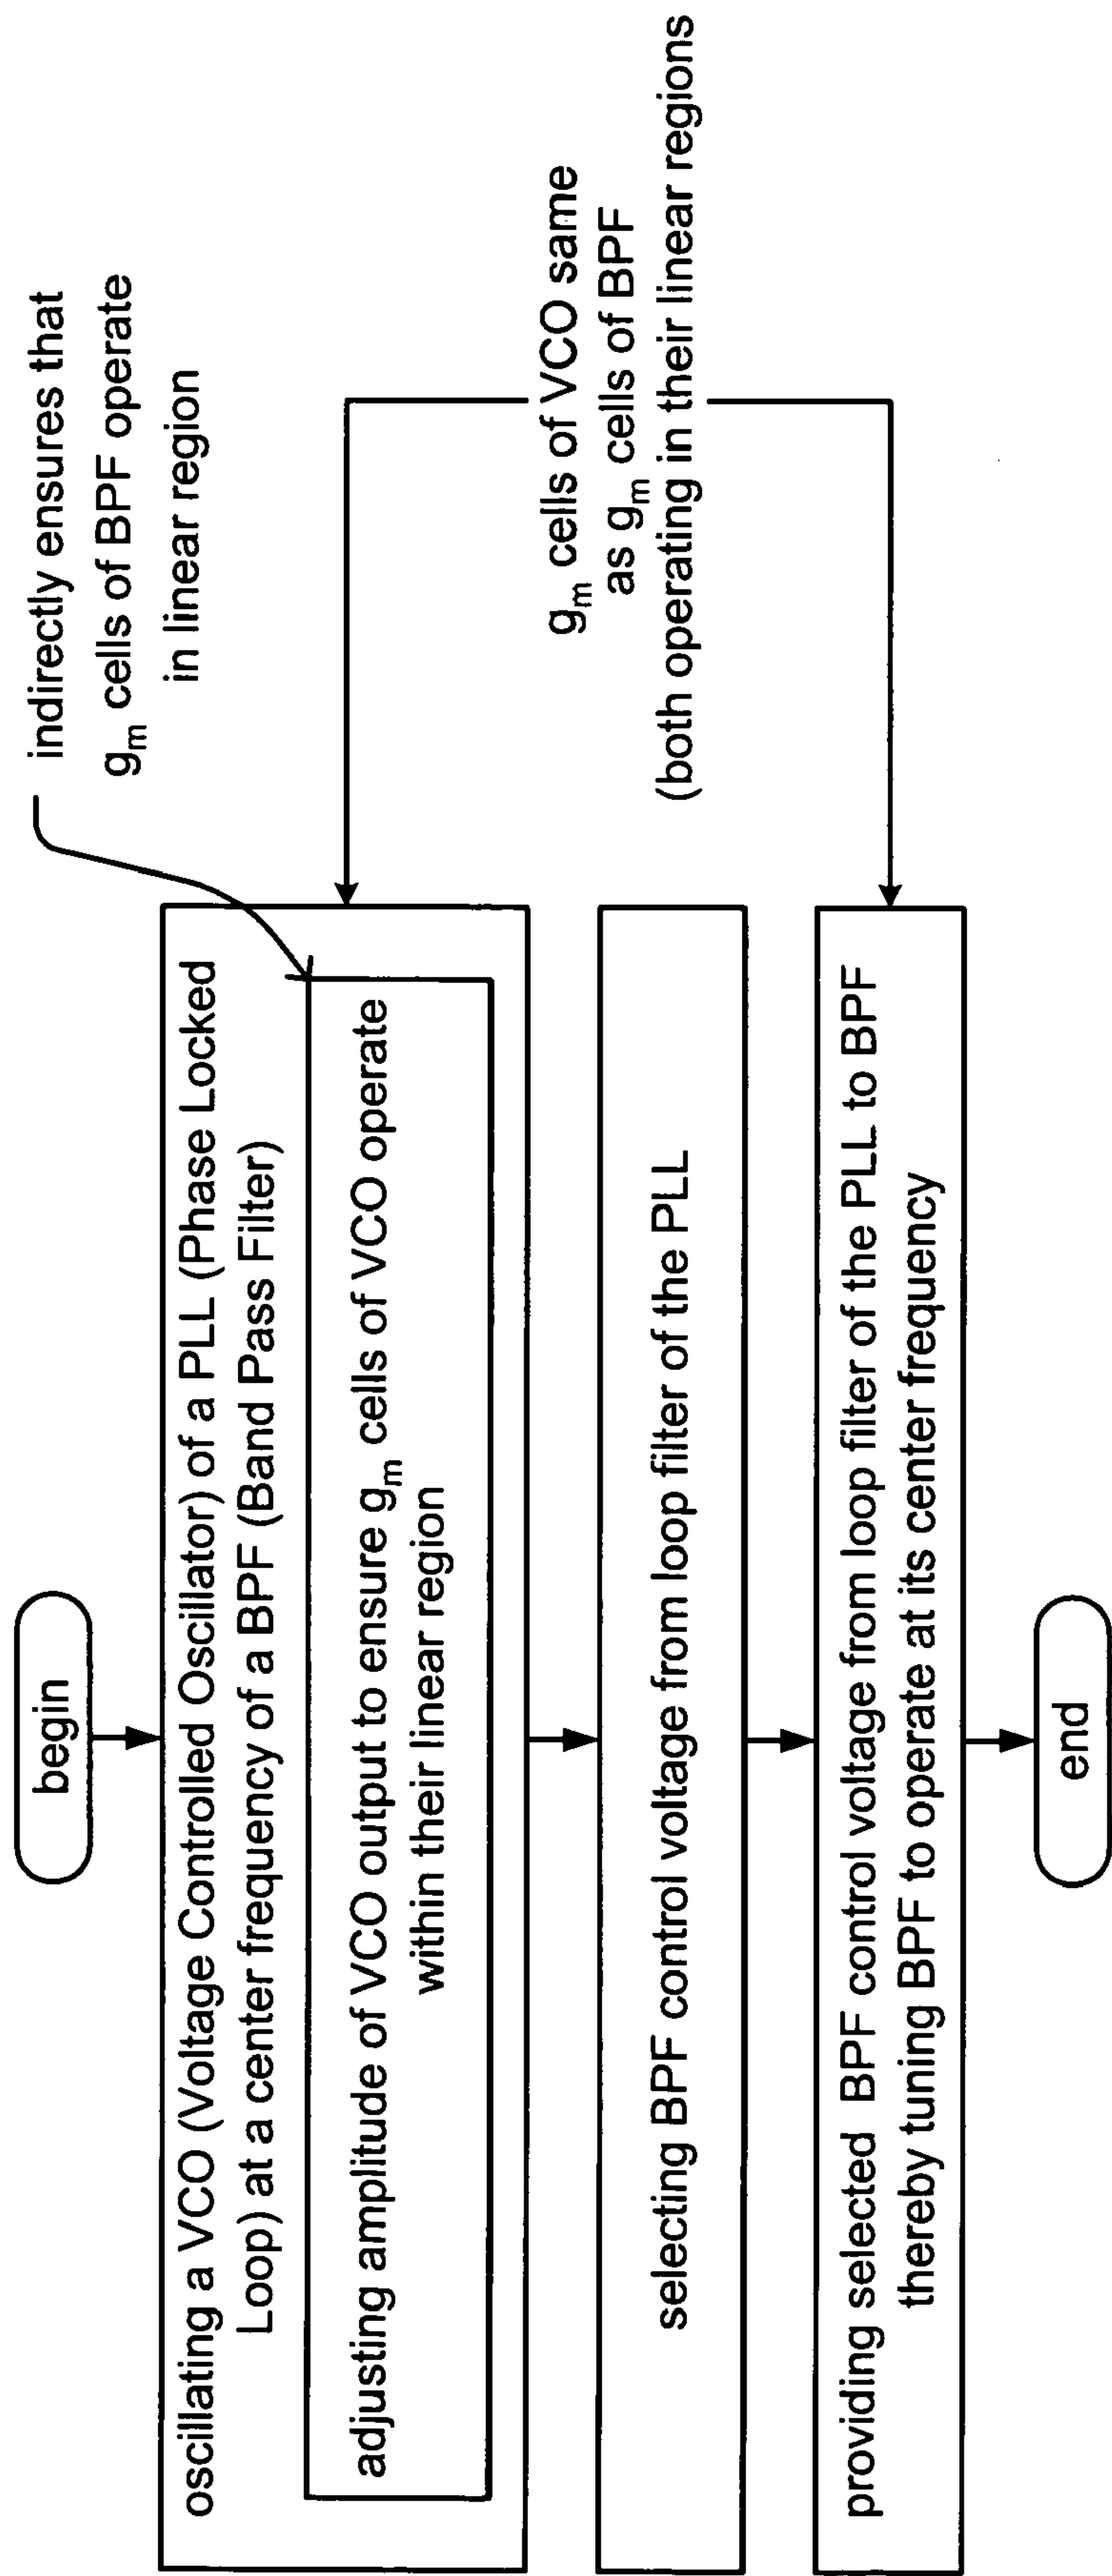 begin
oscillating a VCO (Voltage Controlled Oscillator) of a PLL (Phase Locked
Loop) at a center frequency of a BPF (Band Pass Filter)
adjusting amplitude of VCO output to ensure gm cells of VCO operate
within their linear region
indirectly ensures that
gm cells of BPF operate
in linear region
selecting BPF control voltage from loop filter of the PLL
gm cells of VCO same
as gm cells of BPF
(both operating in their linear regions
providing selected BPF control voltage from loop filter of the PLL to BPF
thereby tuning BPF to operate at its center frequency
end